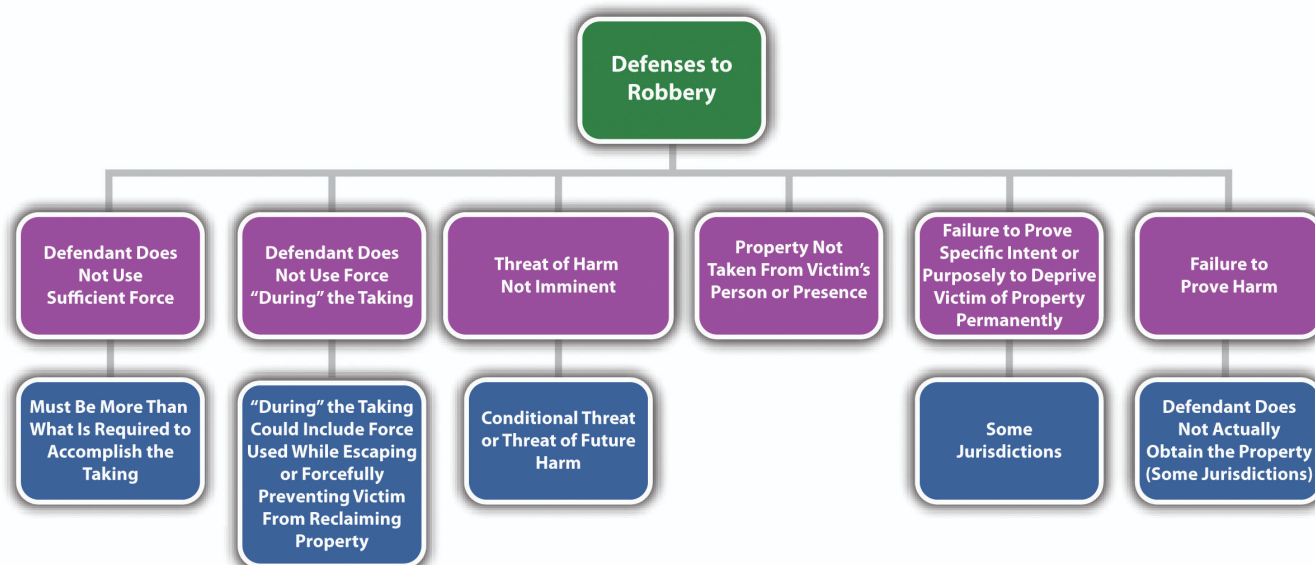 Defenses to
Robbery
Defendant Does
Not Use
Sufficient Force
Defendant Does
Not Use Force
“During” the Taking
Threat of Harm
Not Imminent
Property Not
Taken From Victim’s
Person or Presence
Failure to Prove
Specific Intent or
Purposely to Deprive
Victim of Property
Permanently
Failure to
Prove Harm
Must Be More Than
What Is Required to
Accomplish the
Taking
“During” the Taking
Could Include Force
Used While Escaping
or Forcefully
Preventing Victim
From Reclaiming
Property
Conditional Threat
or Threat of Future
Harm
Some
Jurisdictions
Defendant Does
Not Actually
Obtain the Property
(Some Jurisdictions)